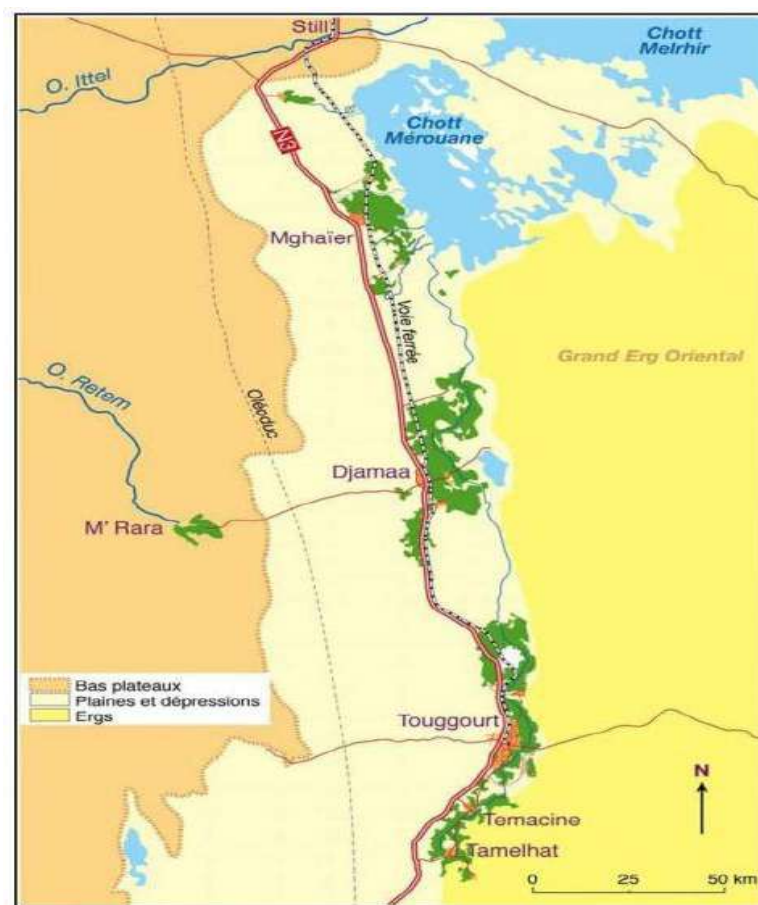 Still
Chott
Melrhir
O. Ittel
Chott
Mérouane
N3
Mghaïer
Voie ferrée
Grand Erg Oriental
O. Retem
Oléoduc
Djamaa
M' Rara
Bas plateaux
Plaines et dépressions
Ergs
Touggourt
N
Temacine
Tamelhat
0 25 50 km